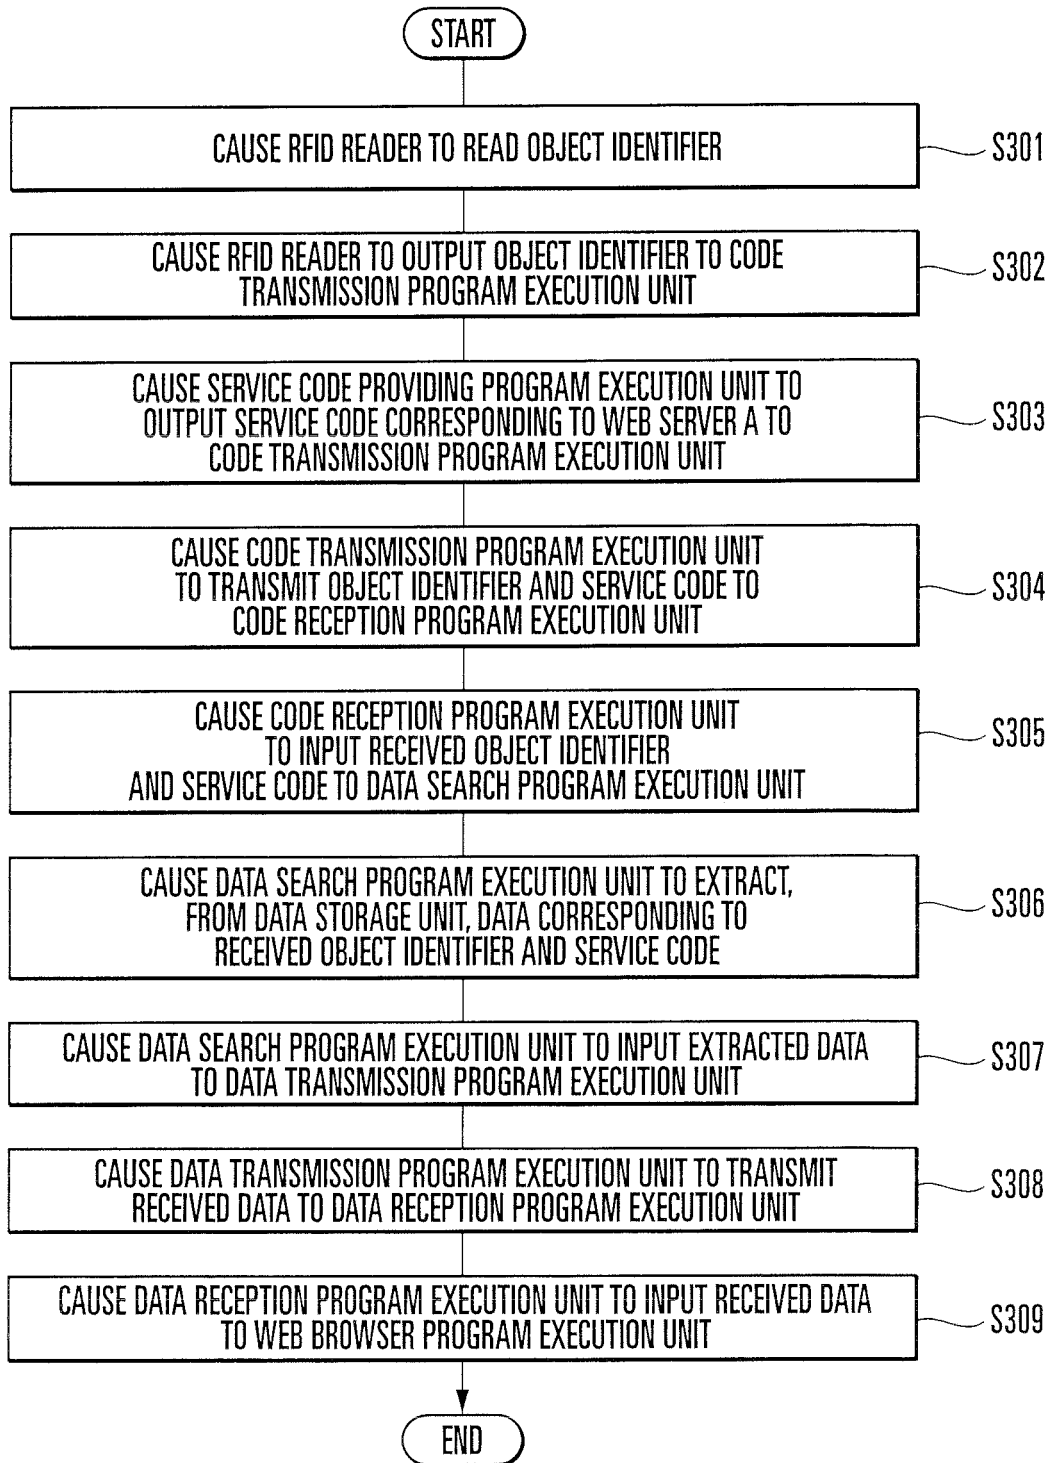 START
CAUSE RFID READER TO READ OBJECT IDENTIFIER
S301
CAUSE RFID READER TO OUTPUT OBJECT IDENTIFIER TO CODE
TRANSMISSION PROGRAM EXECUTION UNIT
S302
CAUSE SERVICE CODE PROVIDING PROGRAM EXECUTION UNIT TO
OUTPUT SERVICE CODE CORRESPONDING TO WEB SERVER A TO
CODE TRANSMISSION PROGRAM EXECUTION UNIT
S303
CAUSE CODE TRANSMISSION PROGRAM EXECUTION UNIT
TO TRANSMIT OBJECT IDENTIFIER AND SERVICE CODE TO
CODE RECEPTION PROGRAM EXECUTION UNIT
S304
CAUSE CODE RECEPTION PROGRAM EXECUTION UNIT
TO INPUT RECEIVED OBJECT IDENTIFIER
AND SERVICE CODE TO DATA SEARCH PROGRAM EXECUTION UNIT
S305
CAUSE DATA SEARCH PROGRAM EXECUTION UNIT TO EXTRACT,
FROM DATA STORAGE UNIT, DATA CORRESPONDING TO
RECEIVED OBJECT IDENTIFIER AND SERVICE CODE
S306
CAUSE DATA SEARCH PROGRAM EXECUTION UNIT TO INPUT EXTRACTED DATA
TO DATA TRANSMISSION PROGRAM EXECUTION UNIT
S307
CAUSE DATA TRANSMISSION PROGRAM EXECUTION UNIT TO TRANSMIT
RECEIVED DATA TO DATA RECEPTION PROGRAM EXECUTION UNIT
S308
CAUSE DATA RECEPTION PROGRAM EXECUTION UNIT TO INPUT RECEIVED DATA
TO WEB BROWSER PROGRAM EXECUTION UNIT
S309
END